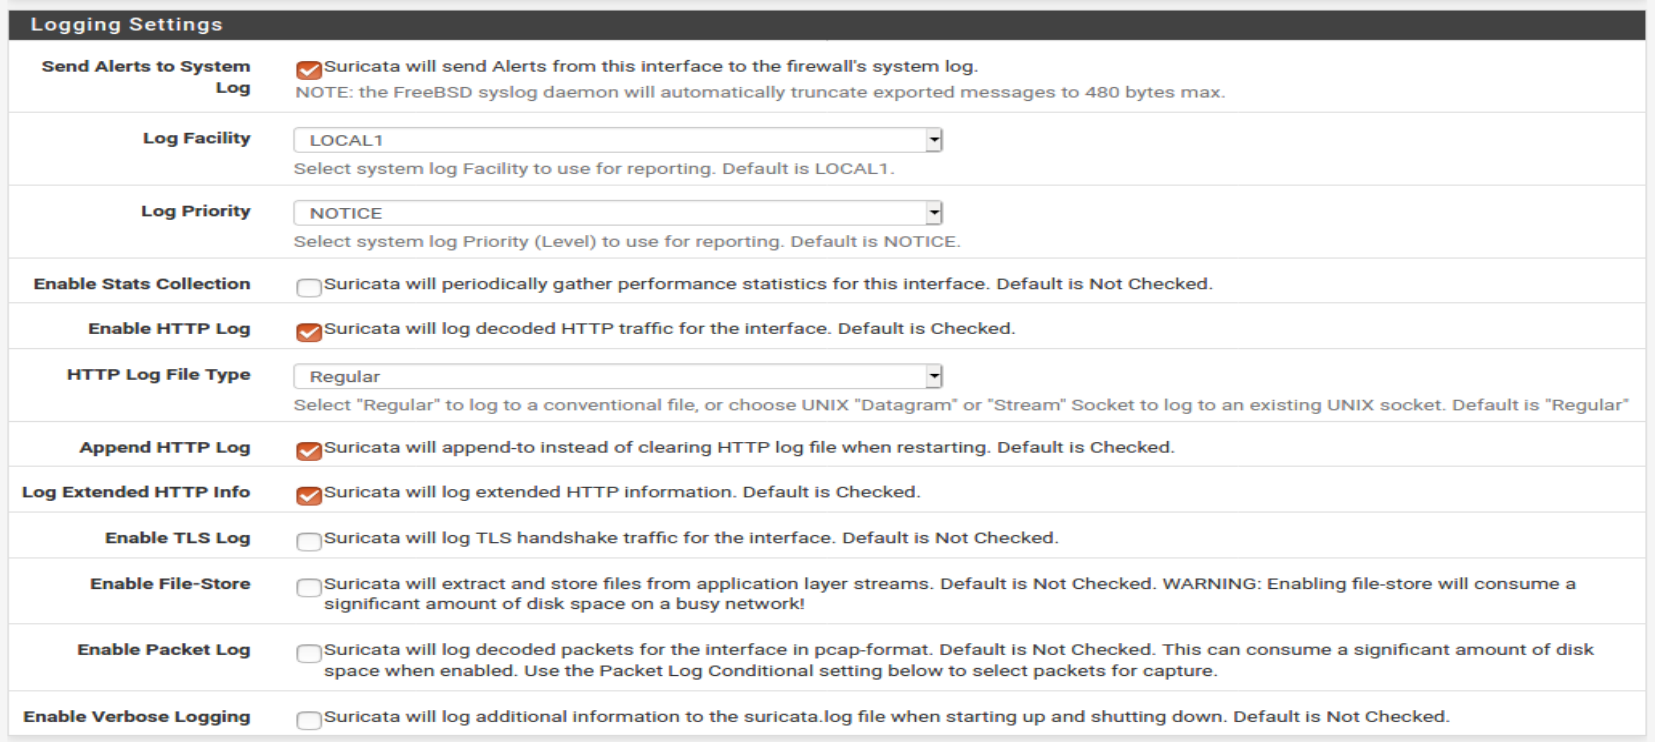 Logging Settings
Send Alerts to System
Log
Suricata will send Alerts from this interface to the firewall's system log.
NOTE: the FreeBSD syslog daemon will automatically truncate exported messages to 480 bytes max.
Log Facility
LOCAL1
Select system log Facility to use for reporting. Default is LOCAL1.
Log Priority
NOTICE
Select system log Priority (Level) to use for reporting. Default is NOTICE.
Enable Stats Collection
Suricata will periodically gather performance statistics for this interface. Default is Not Checked.
Enable HTTP Log
Suricata will log decoded HTTP traffic for the interface. Default is Checked.
HTTP Log File Type
Regular
Select "Regular" to log to a conventional file, or choose UNIX "Datagram" or "Stream" Socket to log to an existing UNIX socket. Default is "Regular"
Append HTTP Log
Suricata will append-to instead of clearing HTTP log file when restarting. Default is Checked.
Log Extended HTTP Info
Suricata will log extended HTTP information. Default is Checked.
Enable TLS Log
Suricata will log TLS handshake traffic for the interface. Default is Not Checked.
Enable File-Store
Suricata will extract and store files from application layer streams. Default is Not Checked. WARNING: Enabling file-store will consume a
significant amount of disk space on a busy network!
Enable Packet Log
Suricata will log decoded packets for the interface in pcap-format. Default is Not Checked. This can consume a significant amount of disk
space when enabled. Use the Packet Log Conditional setting below to select packets for capture.
Enable Verbose Logging
Suricata will log additional information to the suricata.log file when starting up and shutting down. Default is Not Checked.